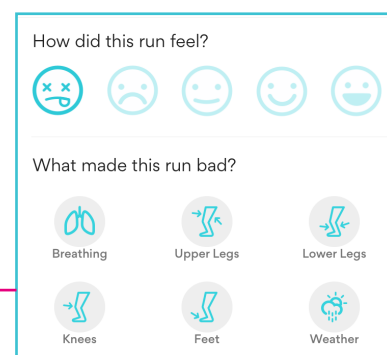 How did this run feel?
What made this run bad?
Breathing Upper Legs Lower Legs
Knees Feet Weather